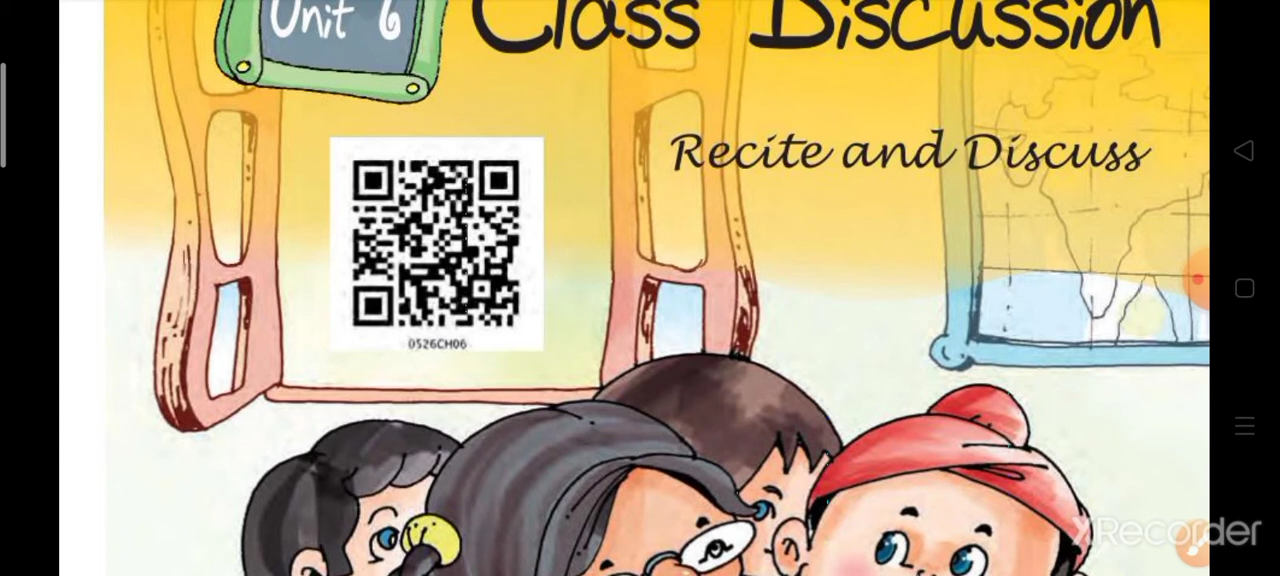 Unit 6
Class Discussion
Recite and Discuss
0526CH06
XRecorder